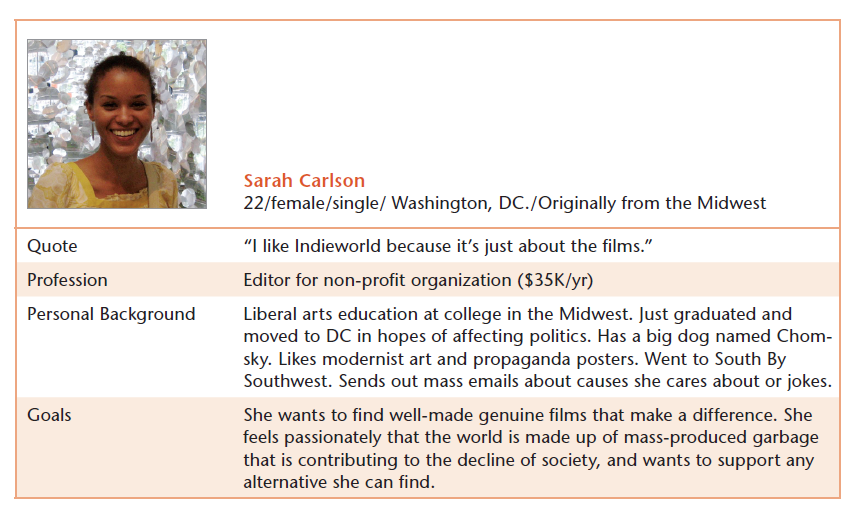 Sarah Carlson
22/female/single/ Washington, DC./Originally from the Midwest
Quote
“I like Indieworld because it’s just about the films.”
Profession
Editor for non-profit organization ($35K/yr)
Personal Background
Liberal arts education at college in the Midwest. Just graduated and
moved to DC in hopes of affecting politics. Has a big dog named Chom-
sky. Likes modernist art and propaganda posters. Went to South By
Southwest. Sends out mass emails about causes she cares about or jokes.
Goals
She wants to find well-made genuine films that make a difference. She
feels passionately that the world is made up of mass-produced garbage
that is contributing to the decline of society, and wants to support any
alternative she can find.